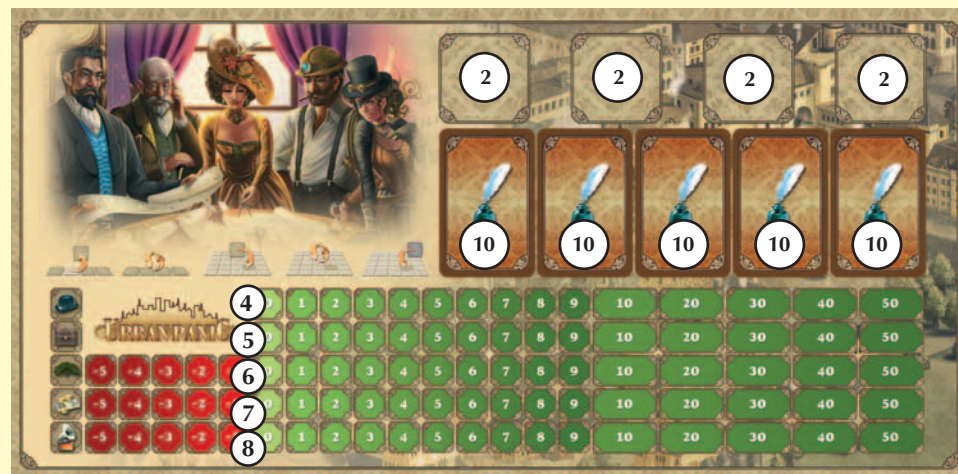 2 2 2 2
10 10 10 10 10
4 1 2 3 4 5 6 7 8 9 10 20 30 40 50
URBANPANIC
5 1 2 3 4 5 6 7 8 9 10 20 30 40 50
-5 -4 -3 -2 6 1 2 3 4 5 6 7 8 9 10 20 30 40 50
-5 -4 -3 -2 7 1 2 3 4 5 6 7 8 9 10 20 30 40 50
-5 -4 -3 -2 8 1 2 3 4 5 6 7 8 9 10 20 30 40 50